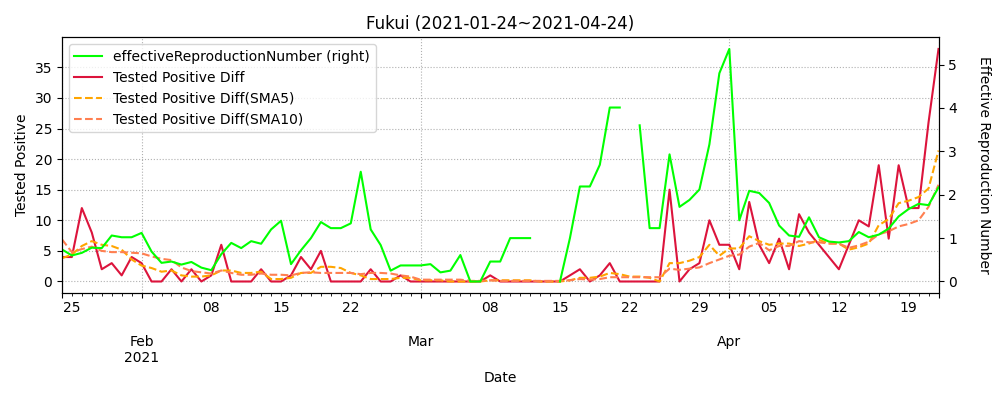 Fukui (2021-01-24~2021-04-24)
effectiveReproductionNumber (right)
Tested Positive Diff
Tested Positive Diff(SMA5)
Tested Positive Diff(SMA10)
Tested Positive
35
30
25
20
15
10
5
0
5
4
3
2
1
0
Effective Reproduction Number
25 08 15 22 08 15 22 29 05 12 19
Feb Mar Apr
2021
Date